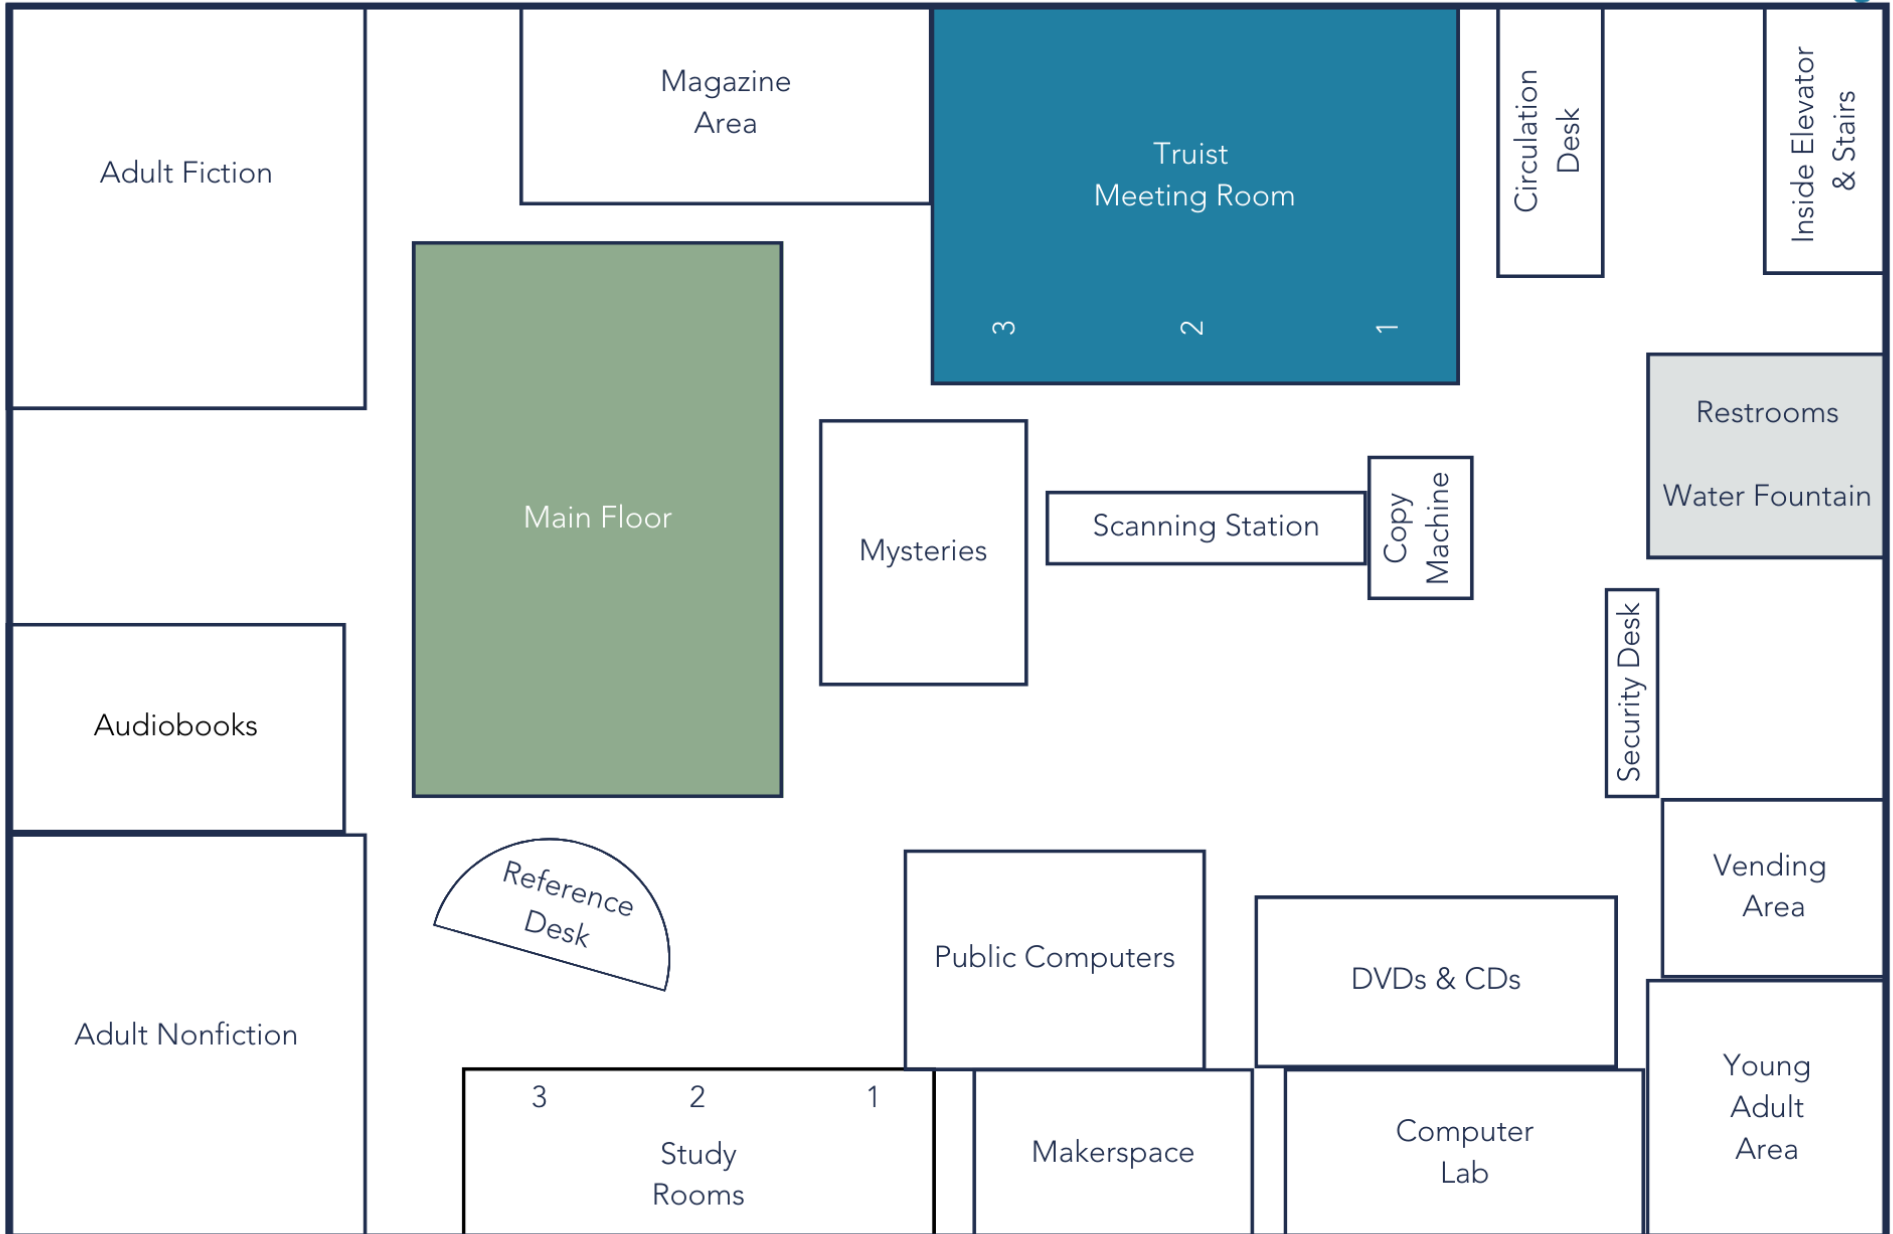 Adult Fiction
Magazine
Area
Truist
Meeting Room
3
2
1
Circulation
Desk
Inside Elevator
& Stairs
Main Floor
Mysteries
Scanning Station
Copy
Machine
Restrooms
Water Fountain
Security Desk
Audiobooks
Reference
Desk
Adult Nonfiction
Public Computers
DVDs & CDs
Vending
Area
3
2
1
Study
Rooms
Makerspace
Computer
Lab
Young
Adult
Area